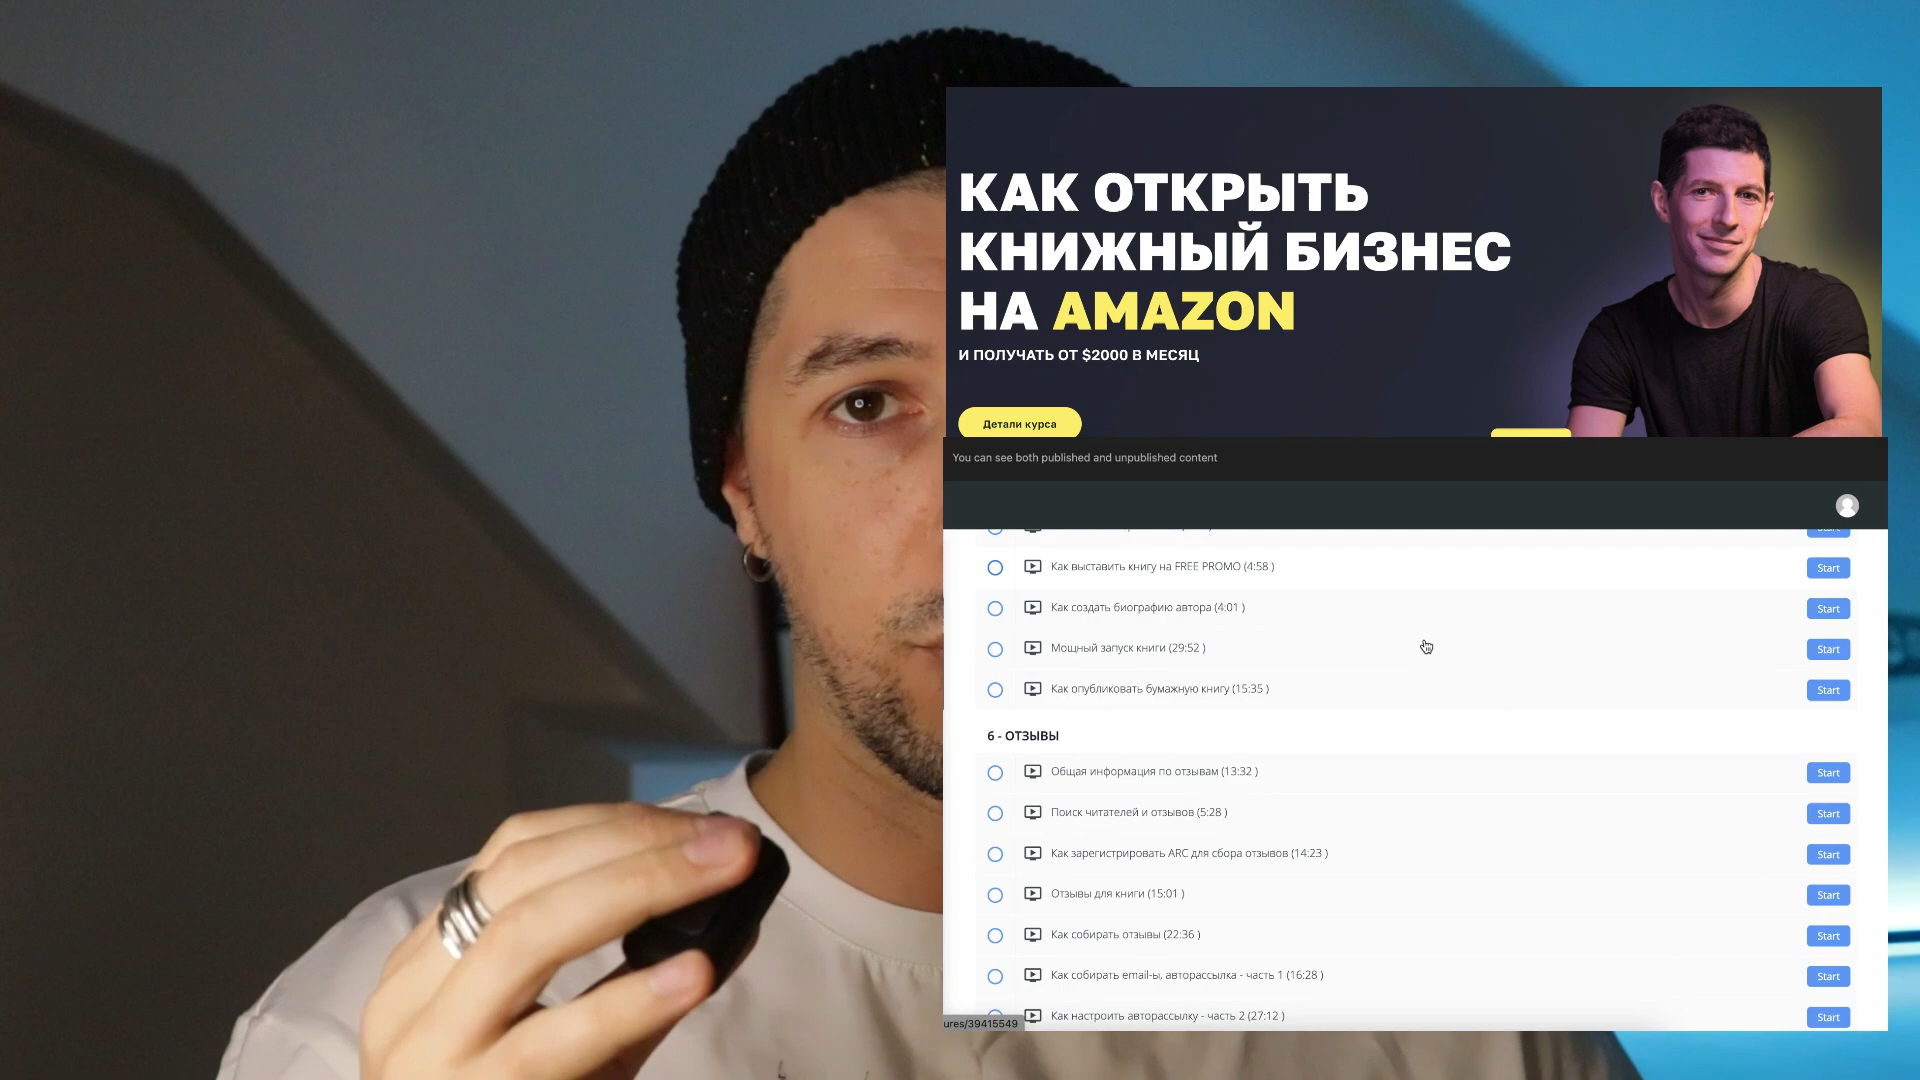 КАК ОТКРЫТЬ
КНИЖНЫЙ БИЗНЕС
НА AMAZON
И ПОЛУЧАТЬ ОТ $2000 В МЕСЯЦ
Детали курса
You can see both published and unpublished content
Как выставить книгу на FREE PROMO (4:58 )
Start
Как создать биографию автора (4:01 )
Start
Мощный запуск книги (29:52 )
Start
Как опубликовать бумажную книгу (15:35 )
Start
6 - ОТЗЫВЫ
Общая информация по отзывам (13:32 )
Start
Поиск читателей и отзывов (5:28 )
Start
Как зарегистрировать ARC для сбора отзывов (14:23 )
Start
Отзывы для книги (15:01 )
Start
Как собирать отзывы (22:36 )
Start
Как собирать email-ы, авторассылка - часть 1 (16:28 )
Start
Как настроить авторассылку - часть 2 (27:12 )
Start
ures/39415549